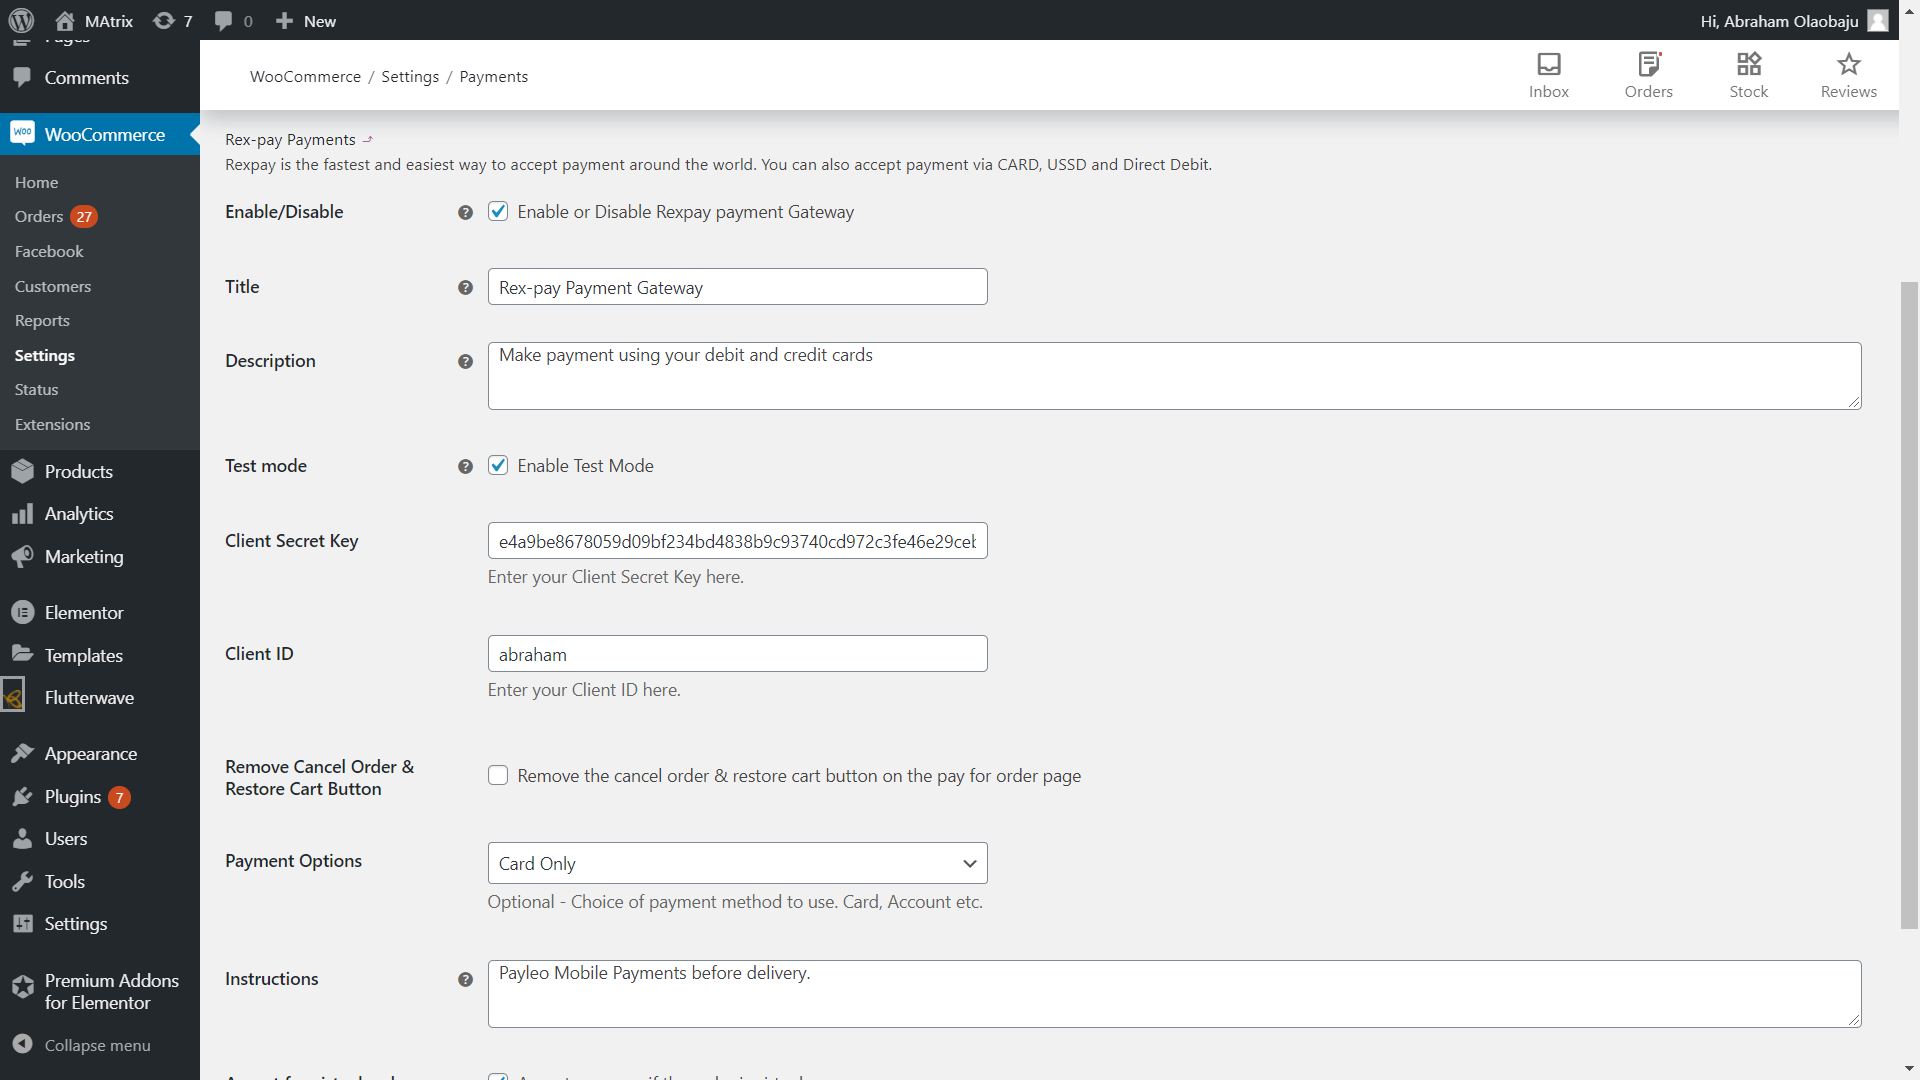 MAtrix 7 0 New Hi, Abraham Olaobaju
Pages
Comments
WooCommerce
Home
Orders 27
Facebook
Customers
Reports
Settings
Status
Extensions
Products
Analytics
Marketing
Elementor
Templates
Flutterwave
Appearance
Plugins 7
Users
Tools
Settings
Premium Addons
for Elementor
Collapse menu
WooCommerce / Settings / Payments
Inbox Orders Stock Reviews
Rex-pay Payments
Rexpay is the fastest and easiest way to accept payment around the world. You can also accept payment via CARD, USSD and Direct Debit.
Enable/Disable Enable or Disable Rexpay payment Gateway
Title Rex-pay Payment Gateway
Description Make payment using your debit and credit cards
Test mode Enable Test Mode
Client Secret Key e4a9be8678059d09bf234bd4838b9c93740cd972c3fe46e29ceb
Enter your Client Secret Key here.
Client ID abraham
Enter your Client ID here.
Remove Cancel Order &
Restore Cart Button
Remove the cancel order & restore cart button on the pay for order page
Payment Options Card Only
Optional - Choice of payment method to use. Card, Account etc.
Instructions Payleo Mobile Payments before delivery.